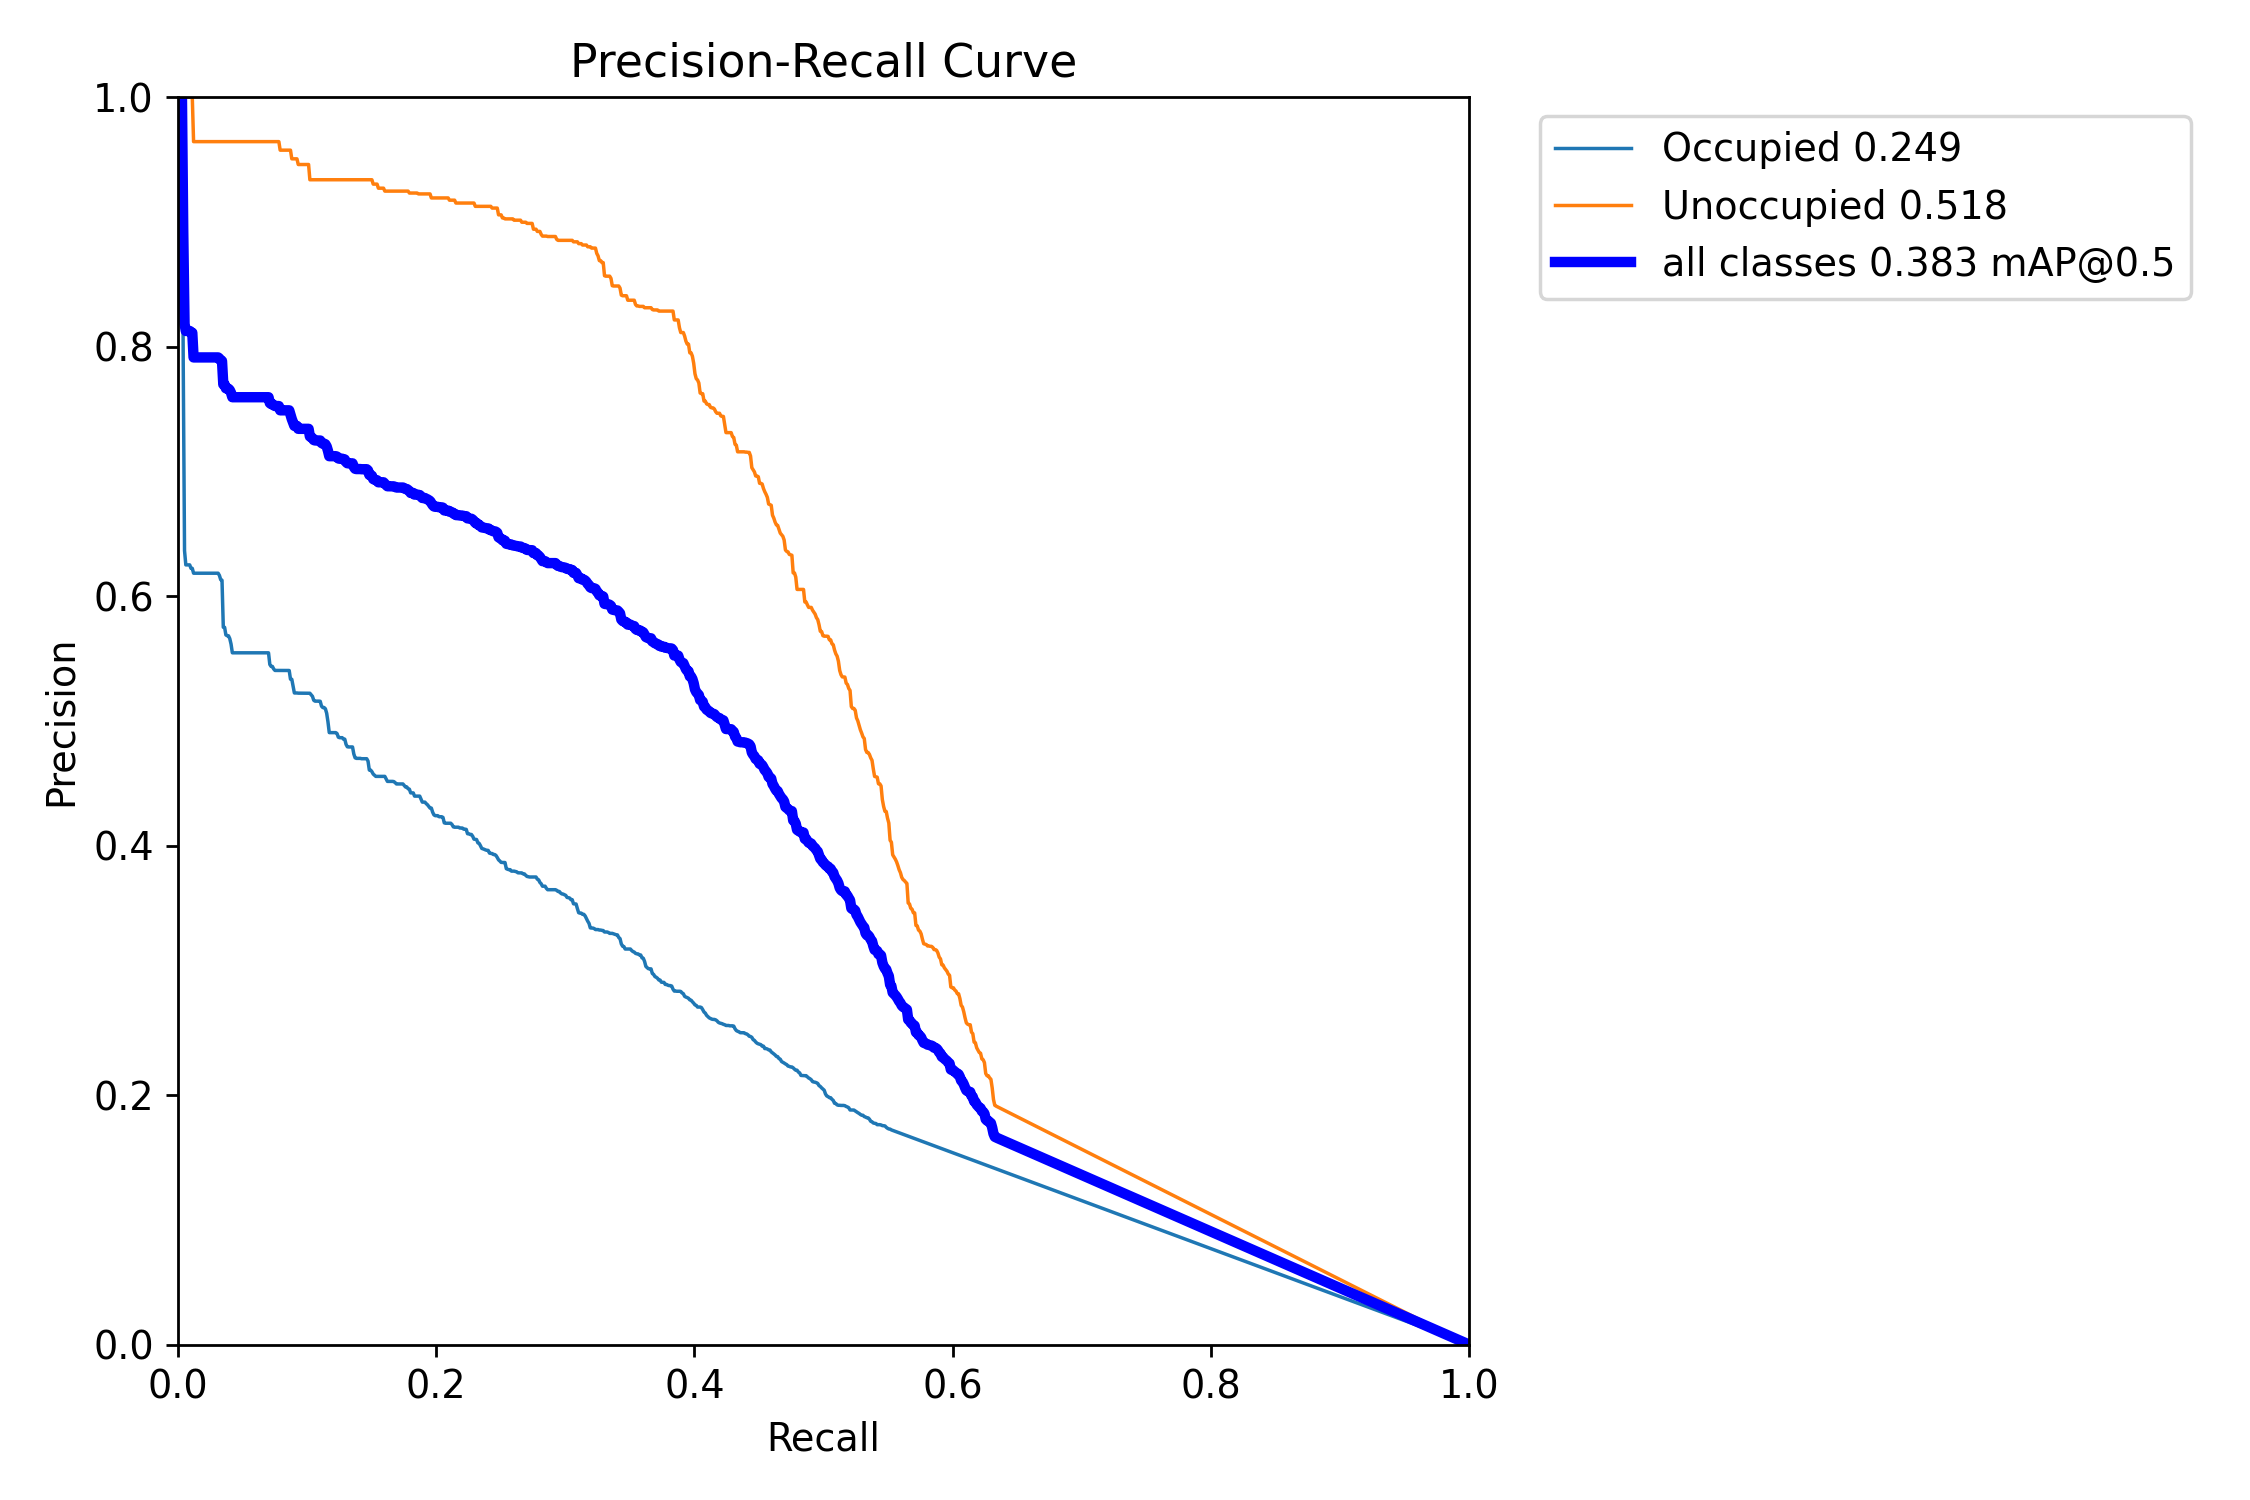 Precision-Recall Curve
1.0
0.8
0.6
0.4
0.2
0.0
Precision
0.0 0.2 0.4 0.6 0.8 1.0
Recall
Occupied 0.249
Unoccupied 0.518
all classes 0.383 mAP@0.5